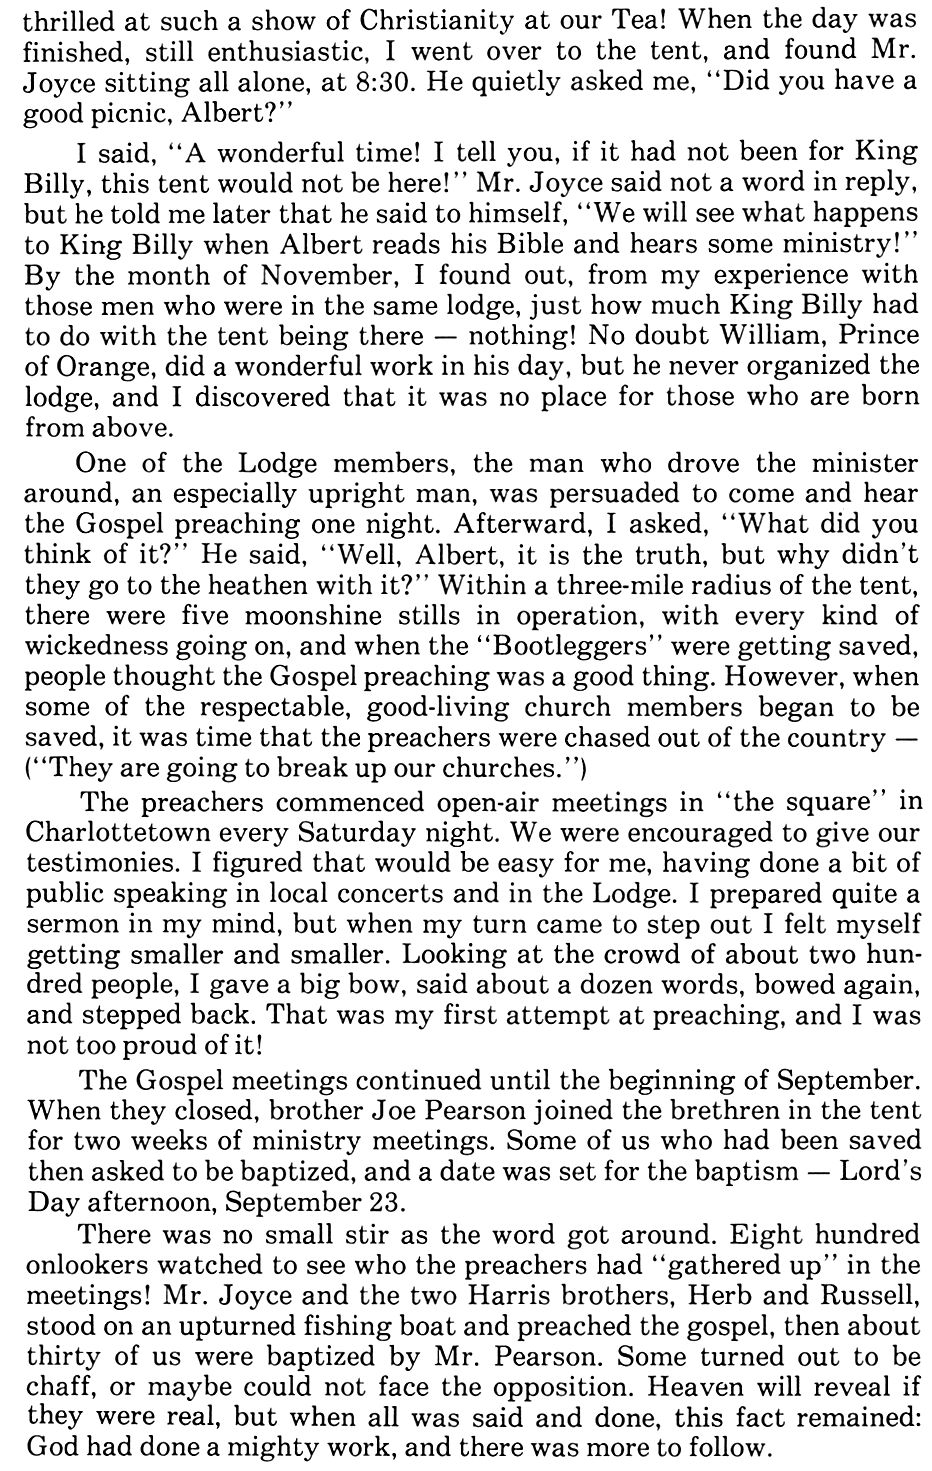 thrilled at such a show of Christianity at our Tea! When the day was
finished, still enthusiastic, I went over to the tent, and found Mr.
Joyce sitting all alone, at 8:30. He quietly asked me, ‘‘Did you have a
good picnic, Albert?’’
I said, ‘‘A wonderful time! I tell you, if it had not been for King
Billy, this tent would not be here!’’ Mr. Joyce said not a word in reply,
but he told me later that he said to himself, ‘‘We will see what happens
to King Billy when Albert reads his Bible and hears some ministry!’’
By the month of November, I found out, from my experience with
those men who were in the same lodge, just how much King Billy had
to do with the tent being there — nothing! No doubt William, Prince
of Orange, did a wonderful work in his day, but he never organized the
lodge, and I discovered that it was no place for those who are born
from above.
One of the Lodge members, the man who drove the minister
around, an especially upright man, was persuaded to come and hear
the Gospel preaching one night. Afterward, I asked, ‘‘What did you
think of it?’’ He said, ‘‘Well, Albert, it is the truth, but why didn’t
they go to the heathen with it?’’ Within a three-mile radius of the tent,
there were five moonshine stills in operation, with every kind of
wickedness going on, and when the ‘‘Bootleggers’’ were getting saved,
people thought the Gospel preaching was a good thing. However, when
some of the respectable, good-living church members began to be
saved, it was time that the preachers were chased out of the country —
(‘‘They are going to break up our churches.’’)
The preachers commenced open-air meetings in ‘‘the square’’ in
Charlottetown every Saturday night. We were encouraged to give our
testimonies. I figured that would be easy for me, having done a bit of
public speaking in local concerts and in the Lodge. I prepared quite a
sermon in my mind, but when my turn came to step out I felt myself
getting smaller and smaller. Looking at the crowd of about two hun-
dred people, I gave a big bow, said about a dozen words, bowed again,
and stepped back. That was my first attempt at preaching, and I was
not too proud of it!
The Gospel meetings continued until the beginning of September.
When they closed, brother Joe Pearson joined the brethren in the tent
for two weeks of ministry meetings. Some of us who had been saved
then asked to be baptized, and a date was set for the baptism — Lord’s
Day afternoon, September 23.
There was no small stir as the word got around. Eight hundred
onlookers watched to see who the preachers had ‘‘gathered up’’ in the
meetings! Mr. Joyce and the two Harris brothers, Herb and Russell,
stood on an upturned fishing boat and preached the gospel, then about
thirty of us were baptized by Mr. Pearson. Some turned out to be
chaff, or maybe could not face the opposition. Heaven will reveal if
they were real, but when all was said and done, this fact remained:
God had done a mighty work, and there was more to follow.